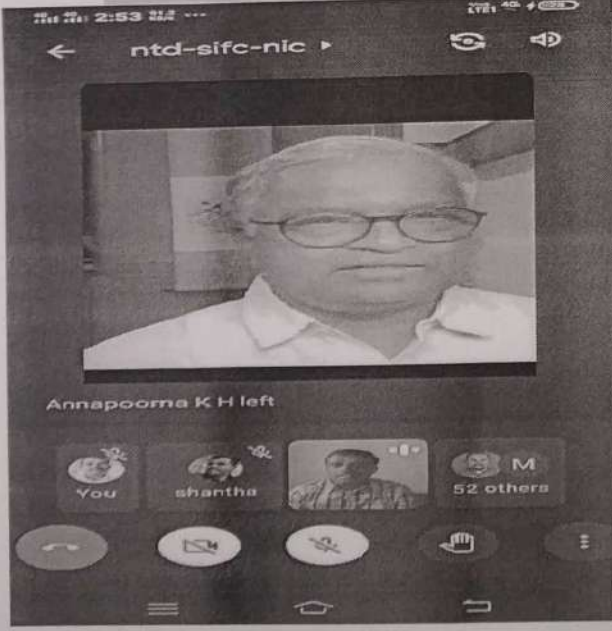 2:53
ntd-sifc-nic
Annapoorna K H left
You
shantha
M
52 others